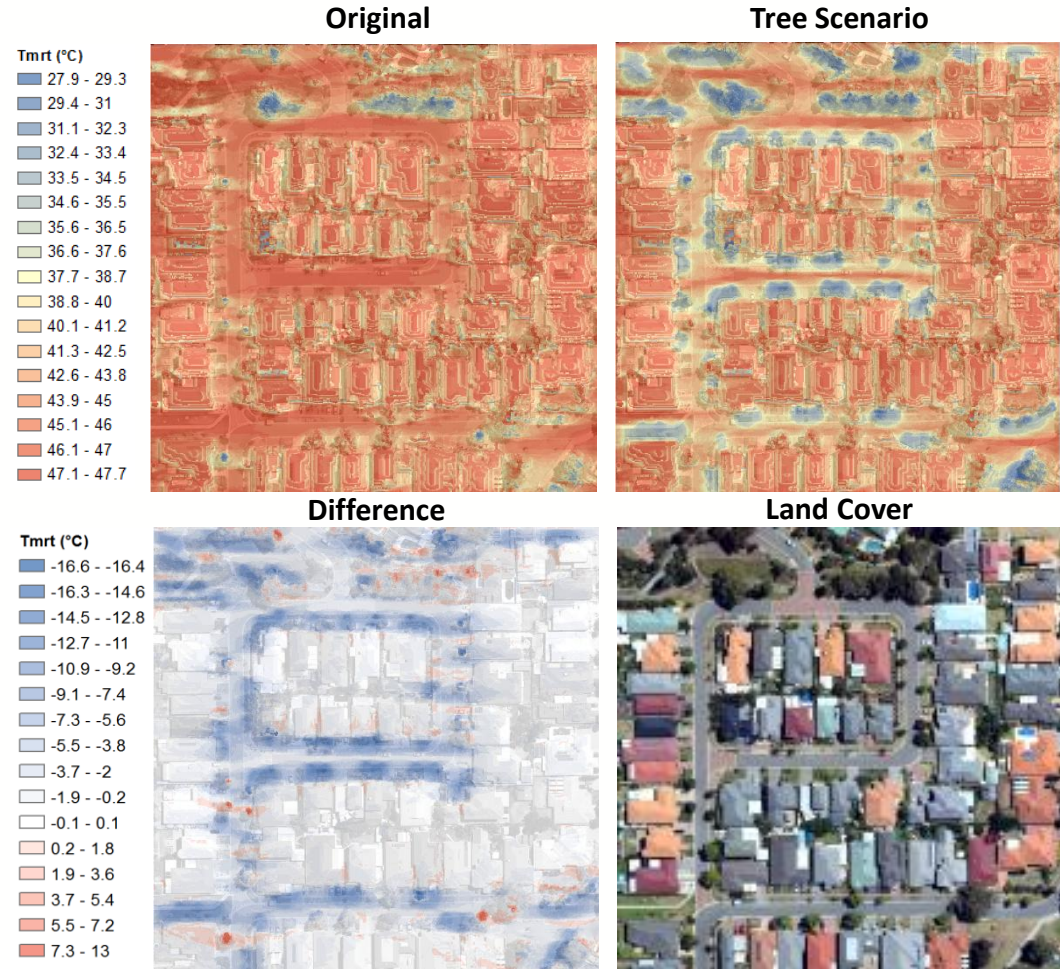 Original
Tree Scenario
Tmrt (°C)
27.9 - 29.3
29.4 - 31
31.1 - 32.3
32.4 - 33.4
33.5 - 34.5
34.6 - 35.5
35.6 - 36.5
36.6 - 37.6
37.7 - 38.7
38.8 - 40
40.1 - 41.2
41.3 - 42.5
42.6 - 43.8
43.9 - 45
45.1 - 46
46.1 - 47
47.1 - 47.7
Difference
Land Cover
Tmrt (°C)
-16.6 - -16.4
-16.3 - -14.6
-14.5 - -12.8
-12.7 - -11
-10.9 - -9.2
-9.1 - -7.4
-7.3 - -5.6
-5.5 - -3.8
-3.7 - -2
-1.9 - -0.2
-0.1 - 0.1
0.2 - 1.8
1.9 - 3.6
3.7 - 5.4
5.5 - 7.2
7.3 - 13